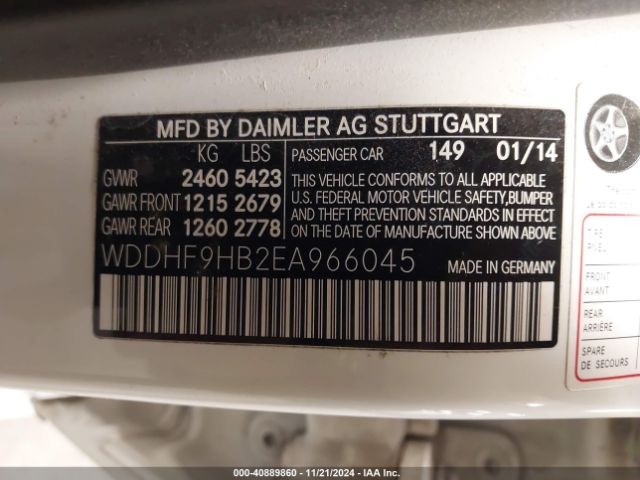 MFD BY DAIMLER AG STUTTGART
KG LBS PASSENGER CAR 149 01/14
GVWR 2460 5423
GAWR FRONT 1215 2679
GAWR REAR 1260 2778
THIS VEHICLE CONFORMS TO ALL APPLICABLE
U.S. FEDERAL MOTOR VEHICLE SAFETY, BUMPER
AND THEFT PREVENTION STANDARDS IN EFFECT
ON THE DATE OF MANUFACTURE SHOWN ABOVE.
WDDHF9HB2EA966045 MADE IN GERMANY
TIRE
PNEU
FRONT
AVANT
REAR
ARRIÈRE
SPARE
DE SECOURS
000-40889860 - 11/21/2024 - IAA Inc.